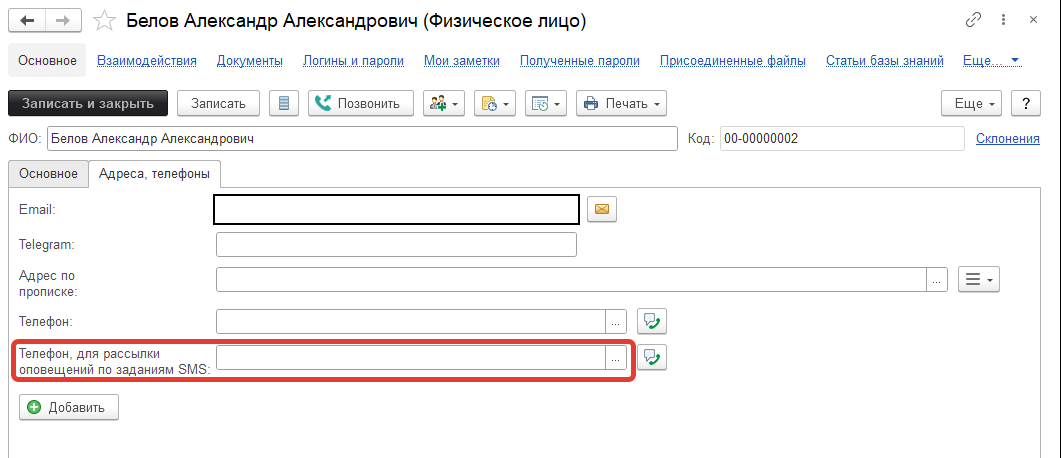 Белов Александр Александрович (Физическое лицо)
Основное Взаимодействия Документы Логины и пароли Мои заметки Полученные пароли Присоединенные файлы Статьи базы знаний Еще...
Записать и закрыть Записать Позвонить Печать Еще ?
ФИО: Белов Александр Александрович Код: 00-00000002 Склонения
Основное Адреса, телефоны
Email:
Telegram:
Адрес по
прописке: ...
Телефон: ...
Телефон, для рассылки
оповещений по заданиям SMS: ...
Добавить